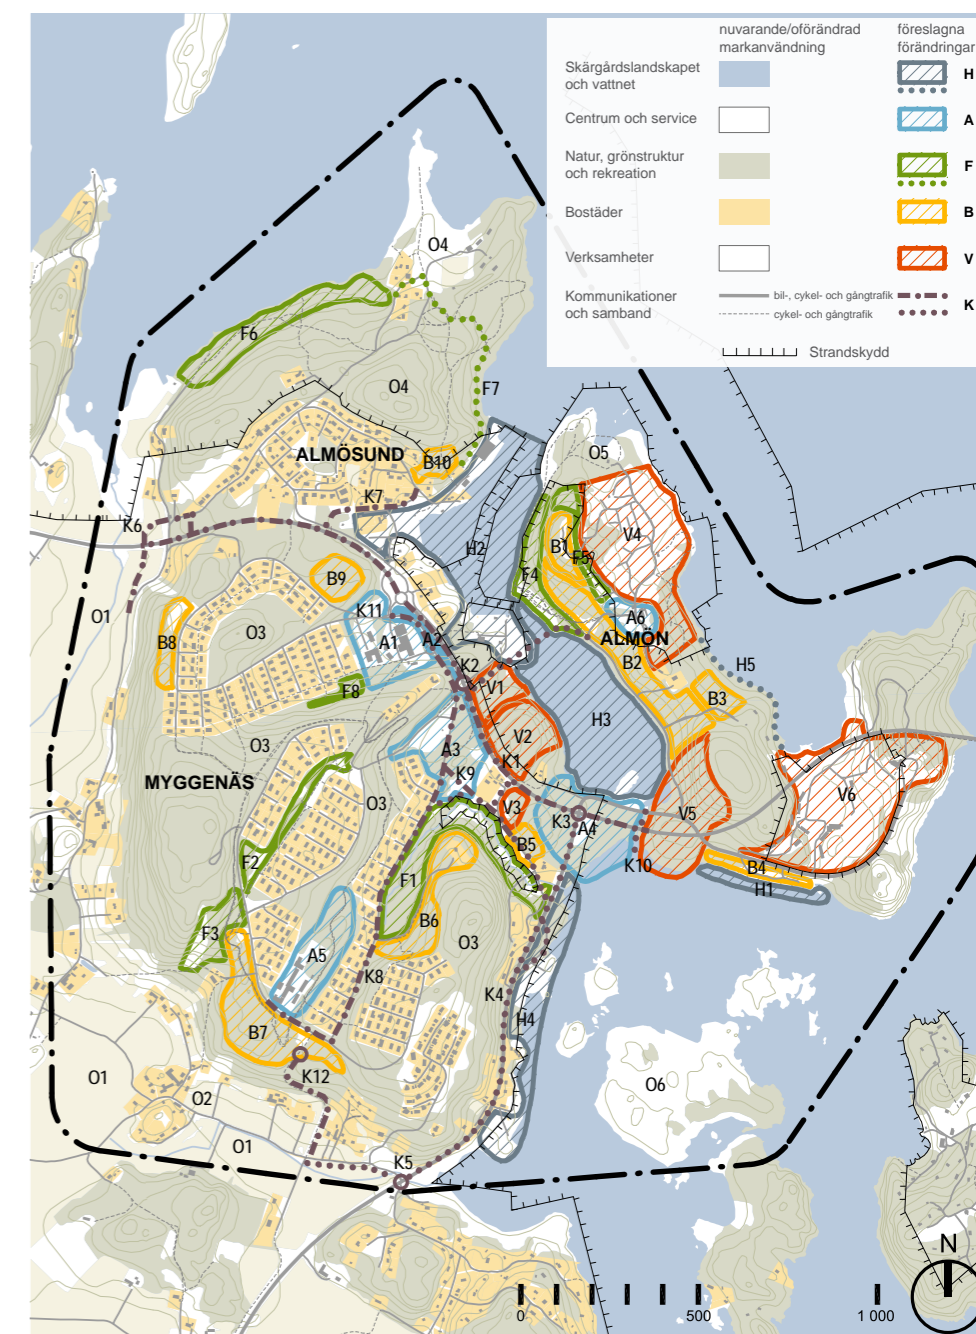 nuvarande/oförändrad
markanvändning
föreslagna
förändringar
Skärgårdslandskapet
och vattnet
H
Centrum och service
A
Natur, grönstruktur
och rekreation
F
Bostäder
B
Verksamheter
V
Kommunikationer
och samband
bil-, cykel- och gångtrafik
cykel- och gångtrafik
K
Strandskydd
O4
F6
O4
F7
ALMÖSUND
B10
O5
K7
K6
H2
B1
F5
V4
F4
B9
O1
K11
A6
B8
O3
A1
A2
ALMÖN
B2
K2
H5
F8
V1
B3
H3
O3
A3
V2
MYGGENÄS
K9
K1
V6
O3
V3
K3
A4
V5
B5
F2
K10
B4
F1
H1
B6
F3
O3
A5
K8
K4
H4
B7
O1
K12
O6
O2
O1
K5
N
0
500
1 000